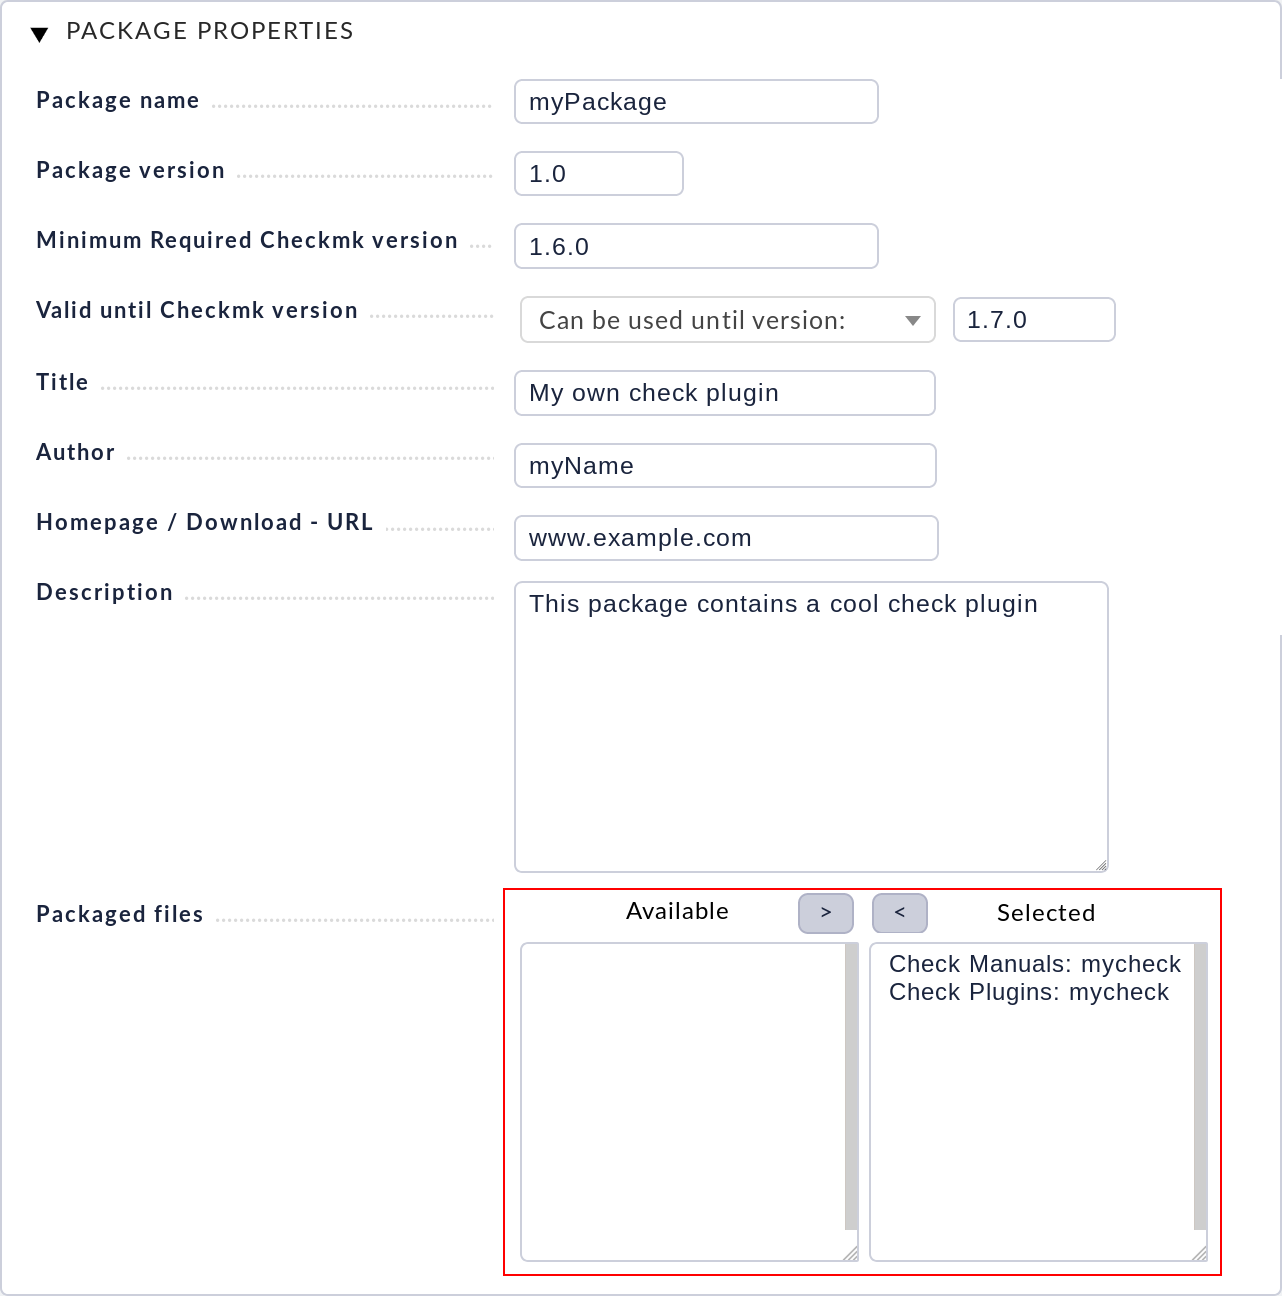 PACKAGE PROPERTIES
Package name myPackage
Package version 1.0
Minimum Required Checkmk version 1.6.0
Valid until Checkmk version Can be used until version: 1.7.0
Title My own check plugin
Author myName
Homepage / Download - URL www.example.com
Description This package contains a cool check plugin
Packaged files Available > < Selected
Check Manuals: mycheck
Check Plugins: mycheck